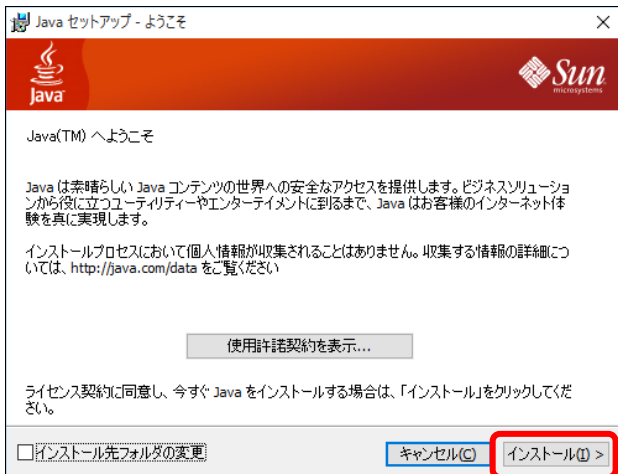 Java セットアップ - ようこそ
Java
Sun
microsystems
Java(TM) へようこそ
Java は素晴らしい Java コンテンツの世界への安全なアクセスを提供します。ビジネスソリューショ
ンから役に立つユーティリティーやエンターテイメントに到るまで、Java はお客様のインターネット体
験を真に実現します。
インストールプロセスにおいて個人情報が収集されることはありません。収集する情報の詳細につ
いては、http://java.com/data をご覧ください
使用許諾契約を表示...
ライセンス契約に同意し、今すぐ Java をインストールする場合は、「インストール」をクリックしてくだ
さい。
インストール先フォルダの変更 キャンセル(C) インストール(I) >